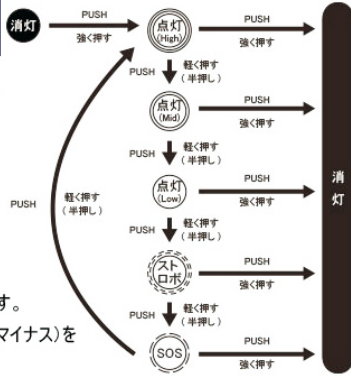 消灯
PUSH
強く押す
点灯
(High)
PUSH
強く押す
PUSH
軽く押す
(半押し)
点灯
(Mid)
PUSH
強く押す
PUSH
軽く押す
(半押し)
点灯
(Low)
PUSH
強く押す
PUSH
軽く押す
(半押し)
スト
ロボ
PUSH
強く押す
PUSH
軽く押す
(半押し)
SOS
PUSH
強く押す
PUSH
軽く押す
(半押し)
消
灯
す。
マイナス)を